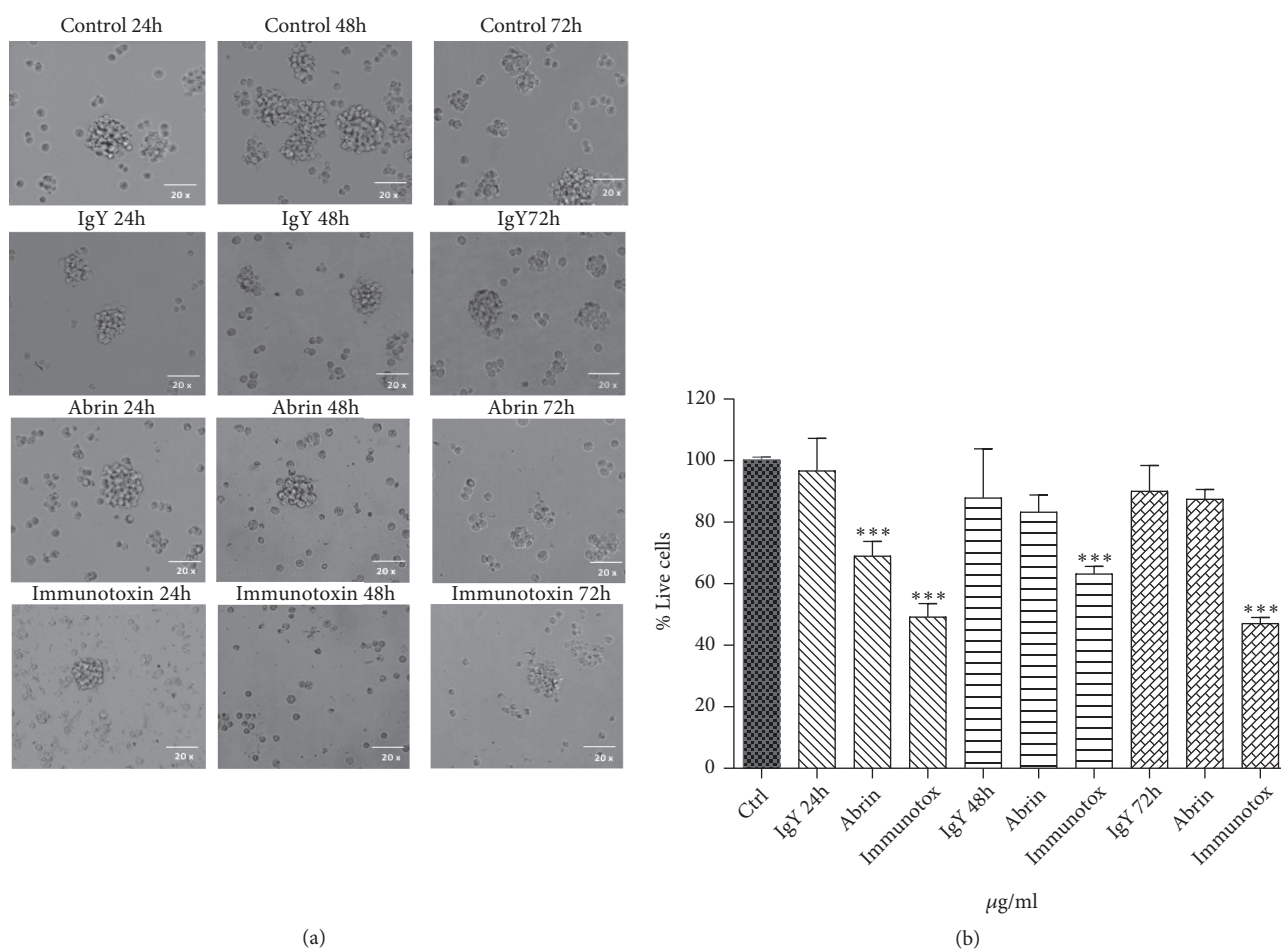 Control 24h Control 48h Control 72h
20 x 20 x 20 x
IgY 24h IgY 48h IgY72h
20 x 20 x 20 x
Abrin 24h Abrin 48h Abrin 72h
20 x 20 x 20 x
Immunotoxin 24h Immunotoxin 48h Immunotoxin 72h
20 x 20 x 20 x
(a)
% Live cells
120
100
80
60
40
20
0
***
***
***
***
Ctrl
IgY 24h
Abrin
Immunotox
IgY 48h
Abrin
Immunotox
IgY 72h
Abrin
Immunotox
μg/ml
(b)